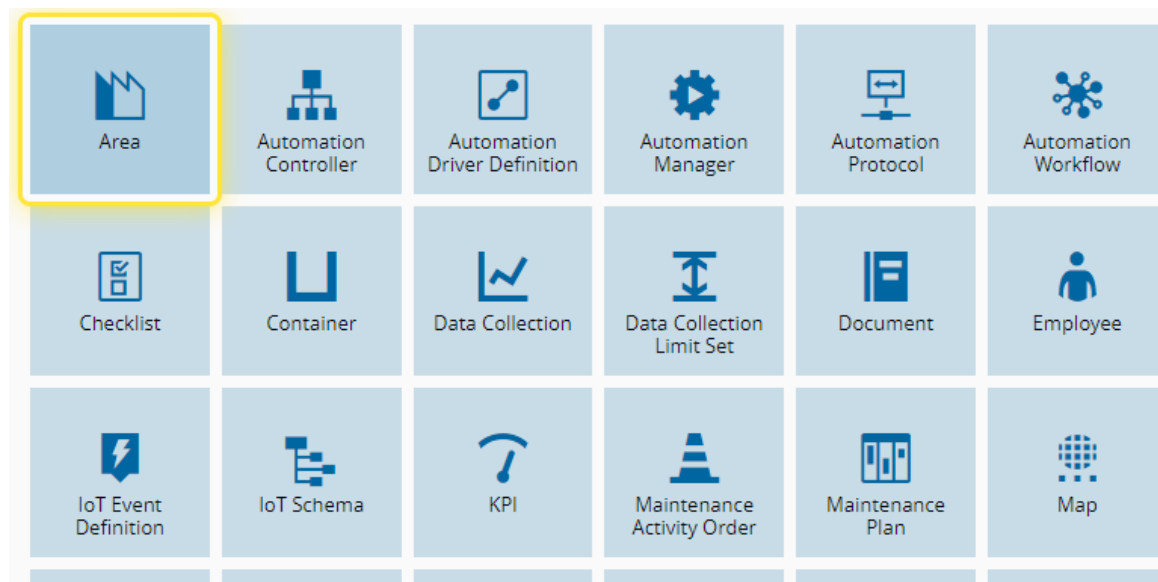 Area
Automation
Controller
Automation
Driver Definition
Automation
Manager
Automation
Protocol
Automation
Workflow
Checklist
Container
Data Collection
Data Collection
Limit Set
Document
Employee
IoT Event
Definition
IoT Schema
KPI
Maintenance
Activity Order
Maintenance
Plan
Map